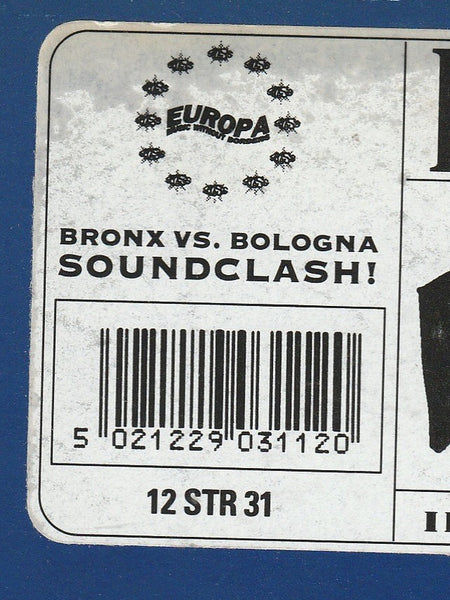 EUROPA
MUSIC WITHOUT BORDERS
BRONX VS. BOLOGNA
SOUNDCLASH!
5 021229 031120
12 STR 31